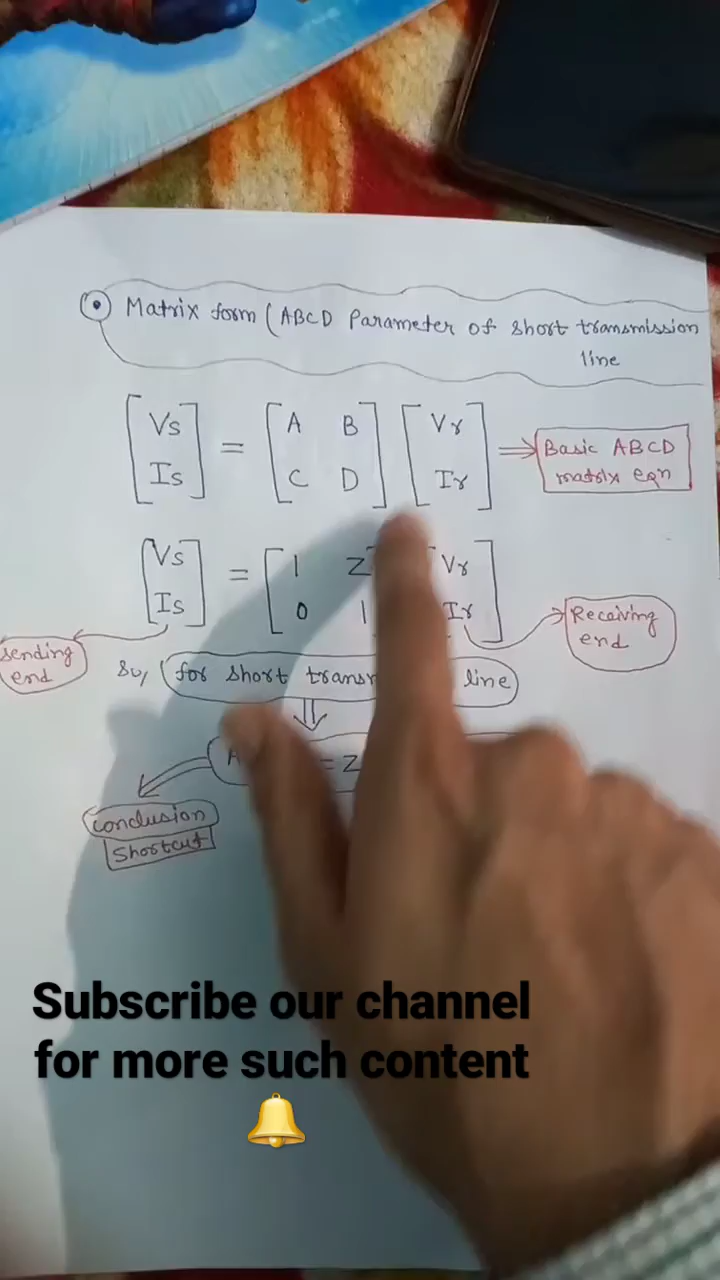 Matrix form (ABCD Parameter of short transmission
line
[Vs Is] = [A B C D] [Vr Ir] ⇒ Basic ABCD matrix eqn
[Vs Is] = [1 Z 0 1] [Vr Ir]
Receiving end
Sending end
So, for short line
= Z
Conclusion
Shortcut
Subscribe our channel
for more such content
🔔